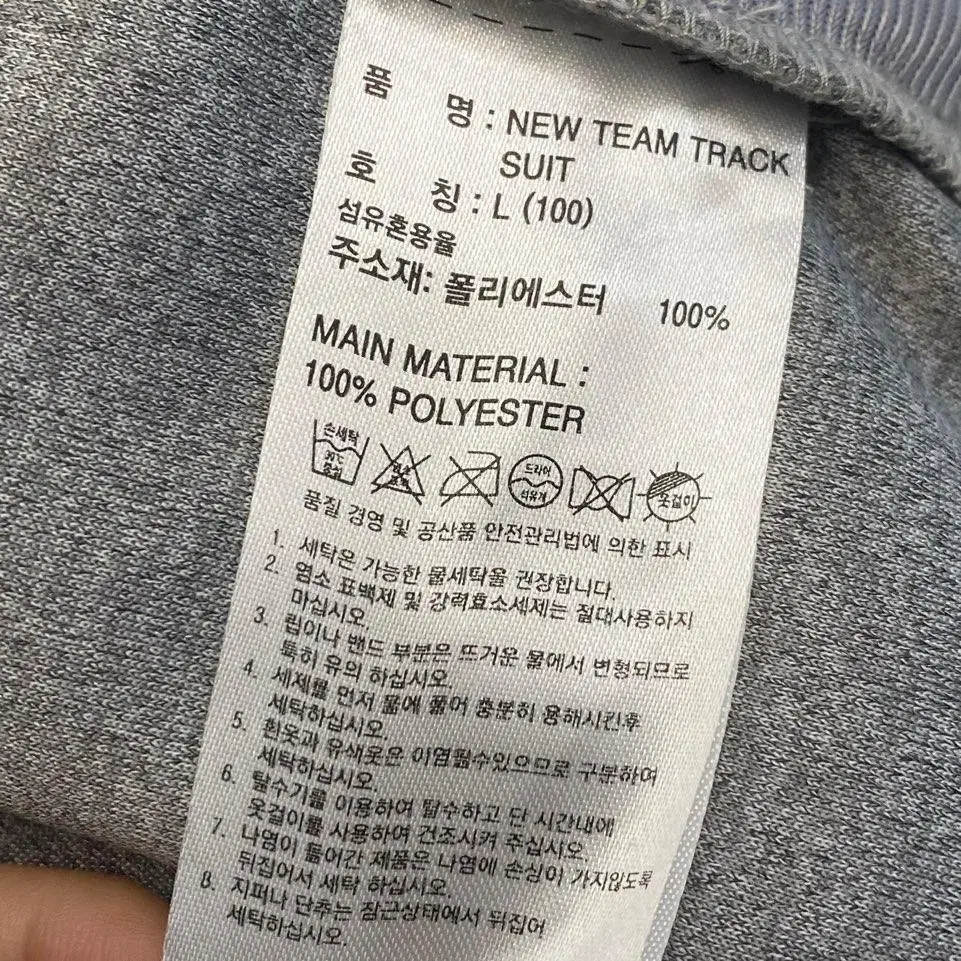 품 명 : NEW TEAM TRACK
SUIT
호 칭 : L (100)
섬유혼용율
주소재: 폴리에스터 100%
MAIN MATERIAL :
100% POLYESTER
손세탁 30℃ 중성 염소 표백 드라이 석유계 옷걸이
품질 경영 및 공산품 안전관리법에 의한 표시
1. 세탁은 가능한 물세탁을 권장합니다.
2. 염소 표백제 및 강력효소세제는 절대사용하지
마십시오.
3. 립이나 밴드 부분은 뜨거운 물에서 변형되므로
특히 유의 하십시오.
4. 세제를 먼저 물에 풀어 충분히 용해시킨후
세탁하십시오.
5. 흰옷과 유색옷은 이염될수있으므로 구분하여
세탁하십시오.
6. 탈수기를 이용하여 탈수하고 단 시간내에
옷걸이를 사용하여 건조시켜 주십시오.
7. 나염이 들어간 제품은 나염에 손상이 가지않도록
뒤집어서 세탁 하십시오.
8. 지퍼나 단추는 잠근상태에서 뒤집어
세탁하십시오.